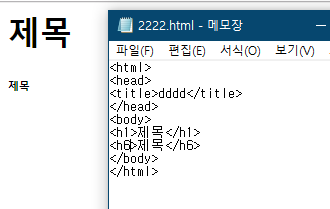 제목
제목
2222.html - 메모장
파일(F) 편집(E) 서식(O) 보기(V)
<html>
<head>
<title>dddd</title>
</head>
<body>
<h1>제목</h1>
<h6>제목</h6>
</body>
</html>